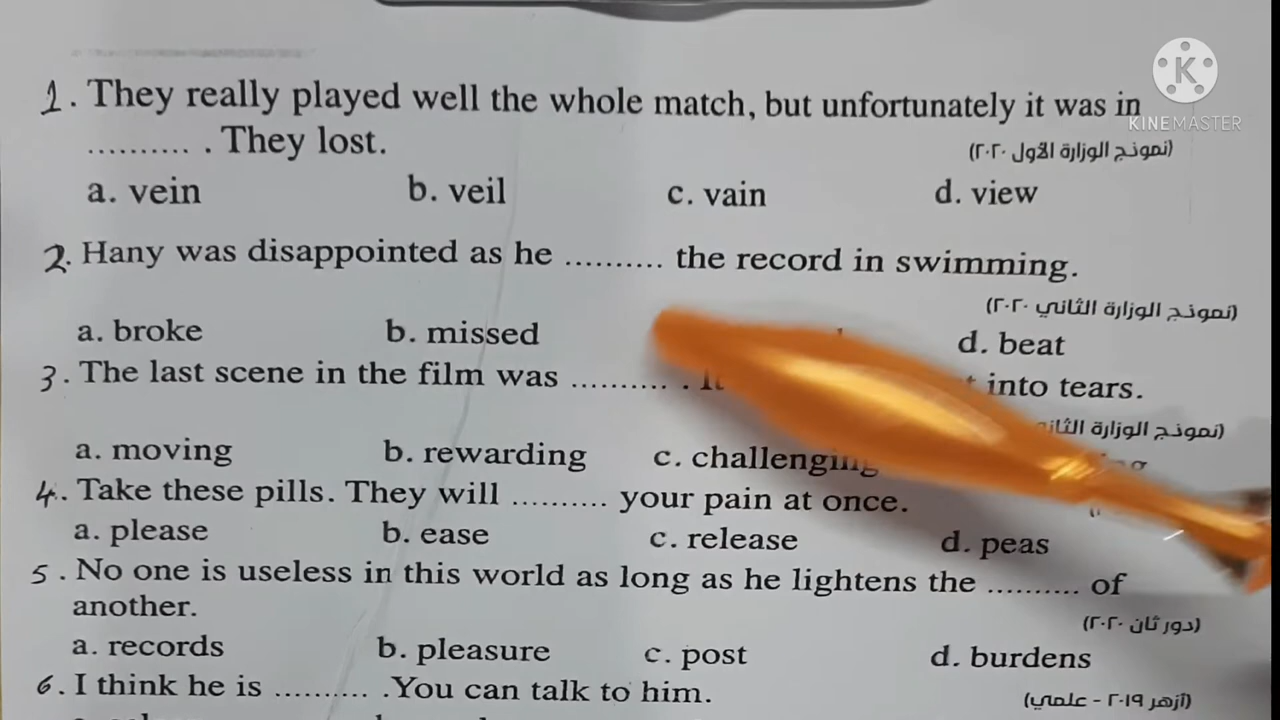 1. They really played well the whole match, but unfortunately it was in
.......... . They lost.
(نموذج الوزارة الأول ٢٠٢٠)
a. vein b. veil c. vain d. view
2. Hany was disappointed as he .......... the record in swimming.
(نموذج الوزارة الثاني ٢٠٢٠)
a. broke b. missed d. beat
3. The last scene in the film was .......... . It into tears.
(نموذج الوزارة
a. moving b. rewarding c. challenging
4. Take these pills. They will .......... your pain at once.
a. please b. ease c. release d. peas
5. No one is useless in this world as long as he lightens the .......... of
another.
(دور ثان ٢٠٢٠)
a. records b. pleasure c. post d. burdens
6. I think he is .......... .You can talk to him.
(أزهر ٢٠١٩ - علمي)
KINEMASTER